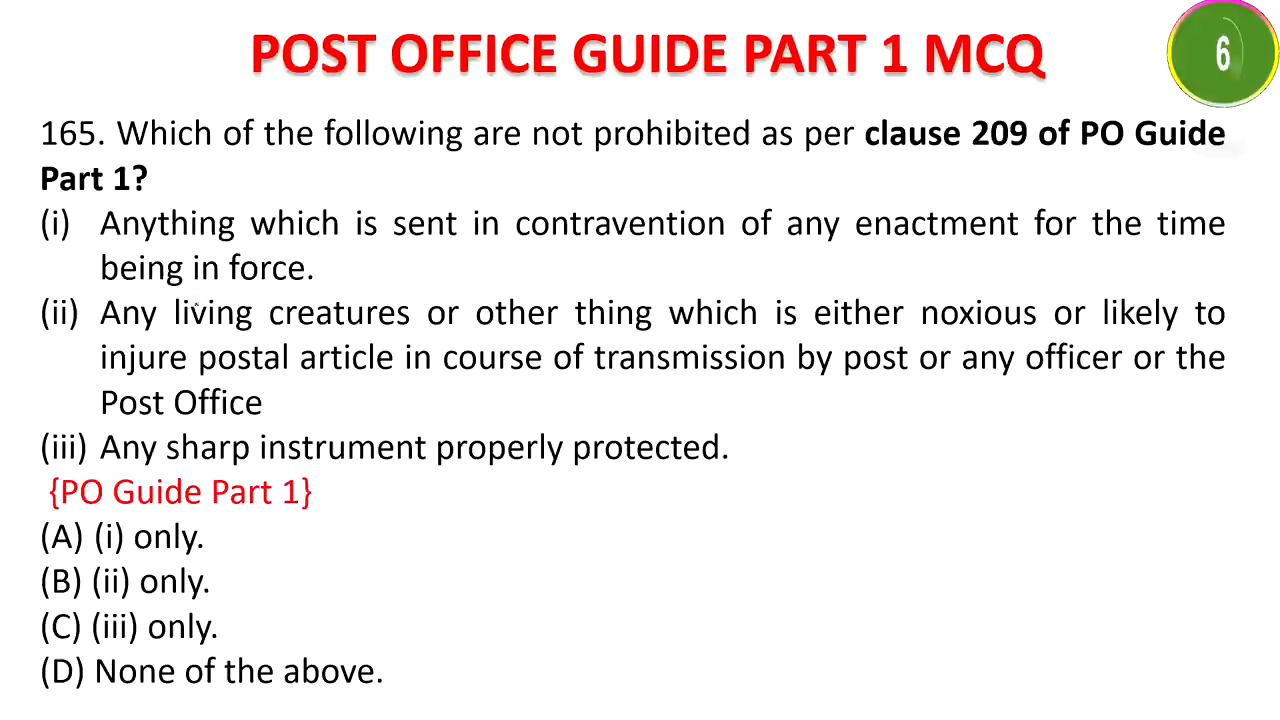 POST OFFICE GUIDE PART 1 MCQ
6
165. Which of the following are not prohibited as per clause 209 of PO Guide
Part 1?
(i) Anything which is sent in contravention of any enactment for the time
being in force.
(ii) Any living creatures or other thing which is either noxious or likely to
injure postal article in course of transmission by post or any officer or the
Post Office
(iii) Any sharp instrument properly protected.
{PO Guide Part 1}
(A) (i) only.
(B) (ii) only.
(C) (iii) only.
(D) None of the above.